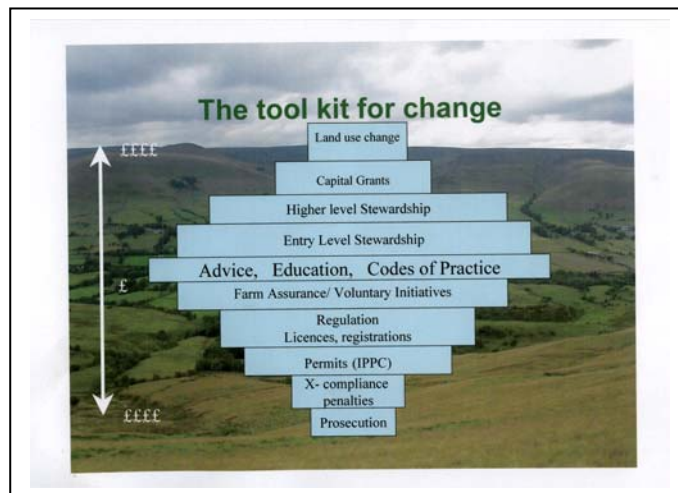 The tool kit for change
££££
Land use change
Capital Grants
Higher level Stewardship
Entry Level Stewardship
Advice, Education, Codes of Practice
£
Farm Assurance/ Voluntary Initiatives
Regulation
Licences, registrations
Permits (IPPC)
X- compliance
penalties
££££
Prosecution